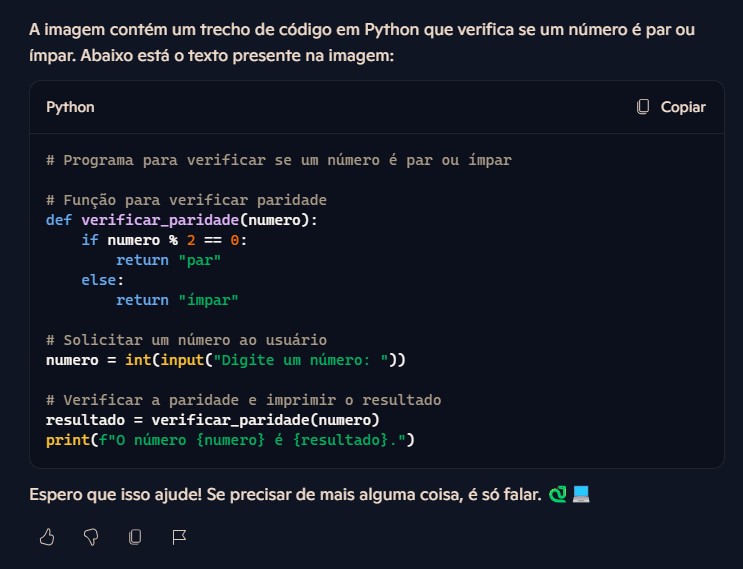 A imagem contém um trecho de código em Python que verifica se um número é par ou
ímpar. Abaixo está o texto presente na imagem:
Python
Copiar
# Programa para verificar se um número é par ou ímpar
# Função para verificar paridade
def verificar_paridade(numero):
    if numero % 2 == 0:
        return "par"
    else:
        return "ímpar"
# Solicitar um número ao usuário
numero = int(input("Digite um número: "))
# Verificar a paridade e imprimir o resultado
resultado = verificar_paridade(numero)
print(f"O número {numero} é {resultado}.")
Espero que isso ajude! Se precisar de mais alguma coisa, é só falar. 🐍💻